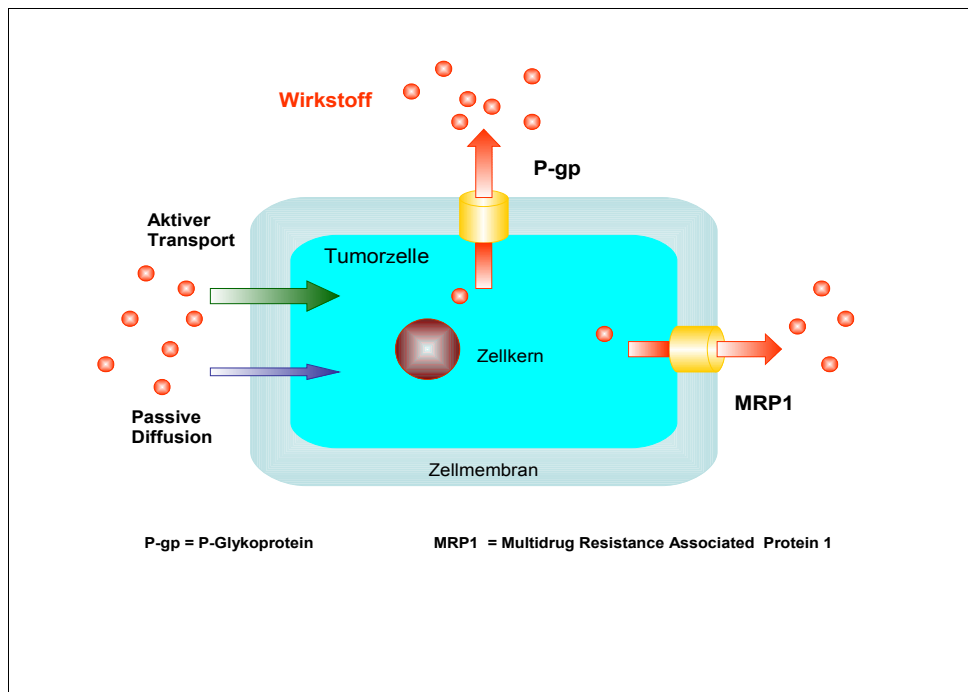 Wirkstoff
P-gp
Aktiver
Transport
Tumorzelle
Zellkern
MRP1
Passive
Diffusion
Zellmembran
P-gp = P-Glykoprotein
MRP1 = Multidrug Resistance Associated Protein 1